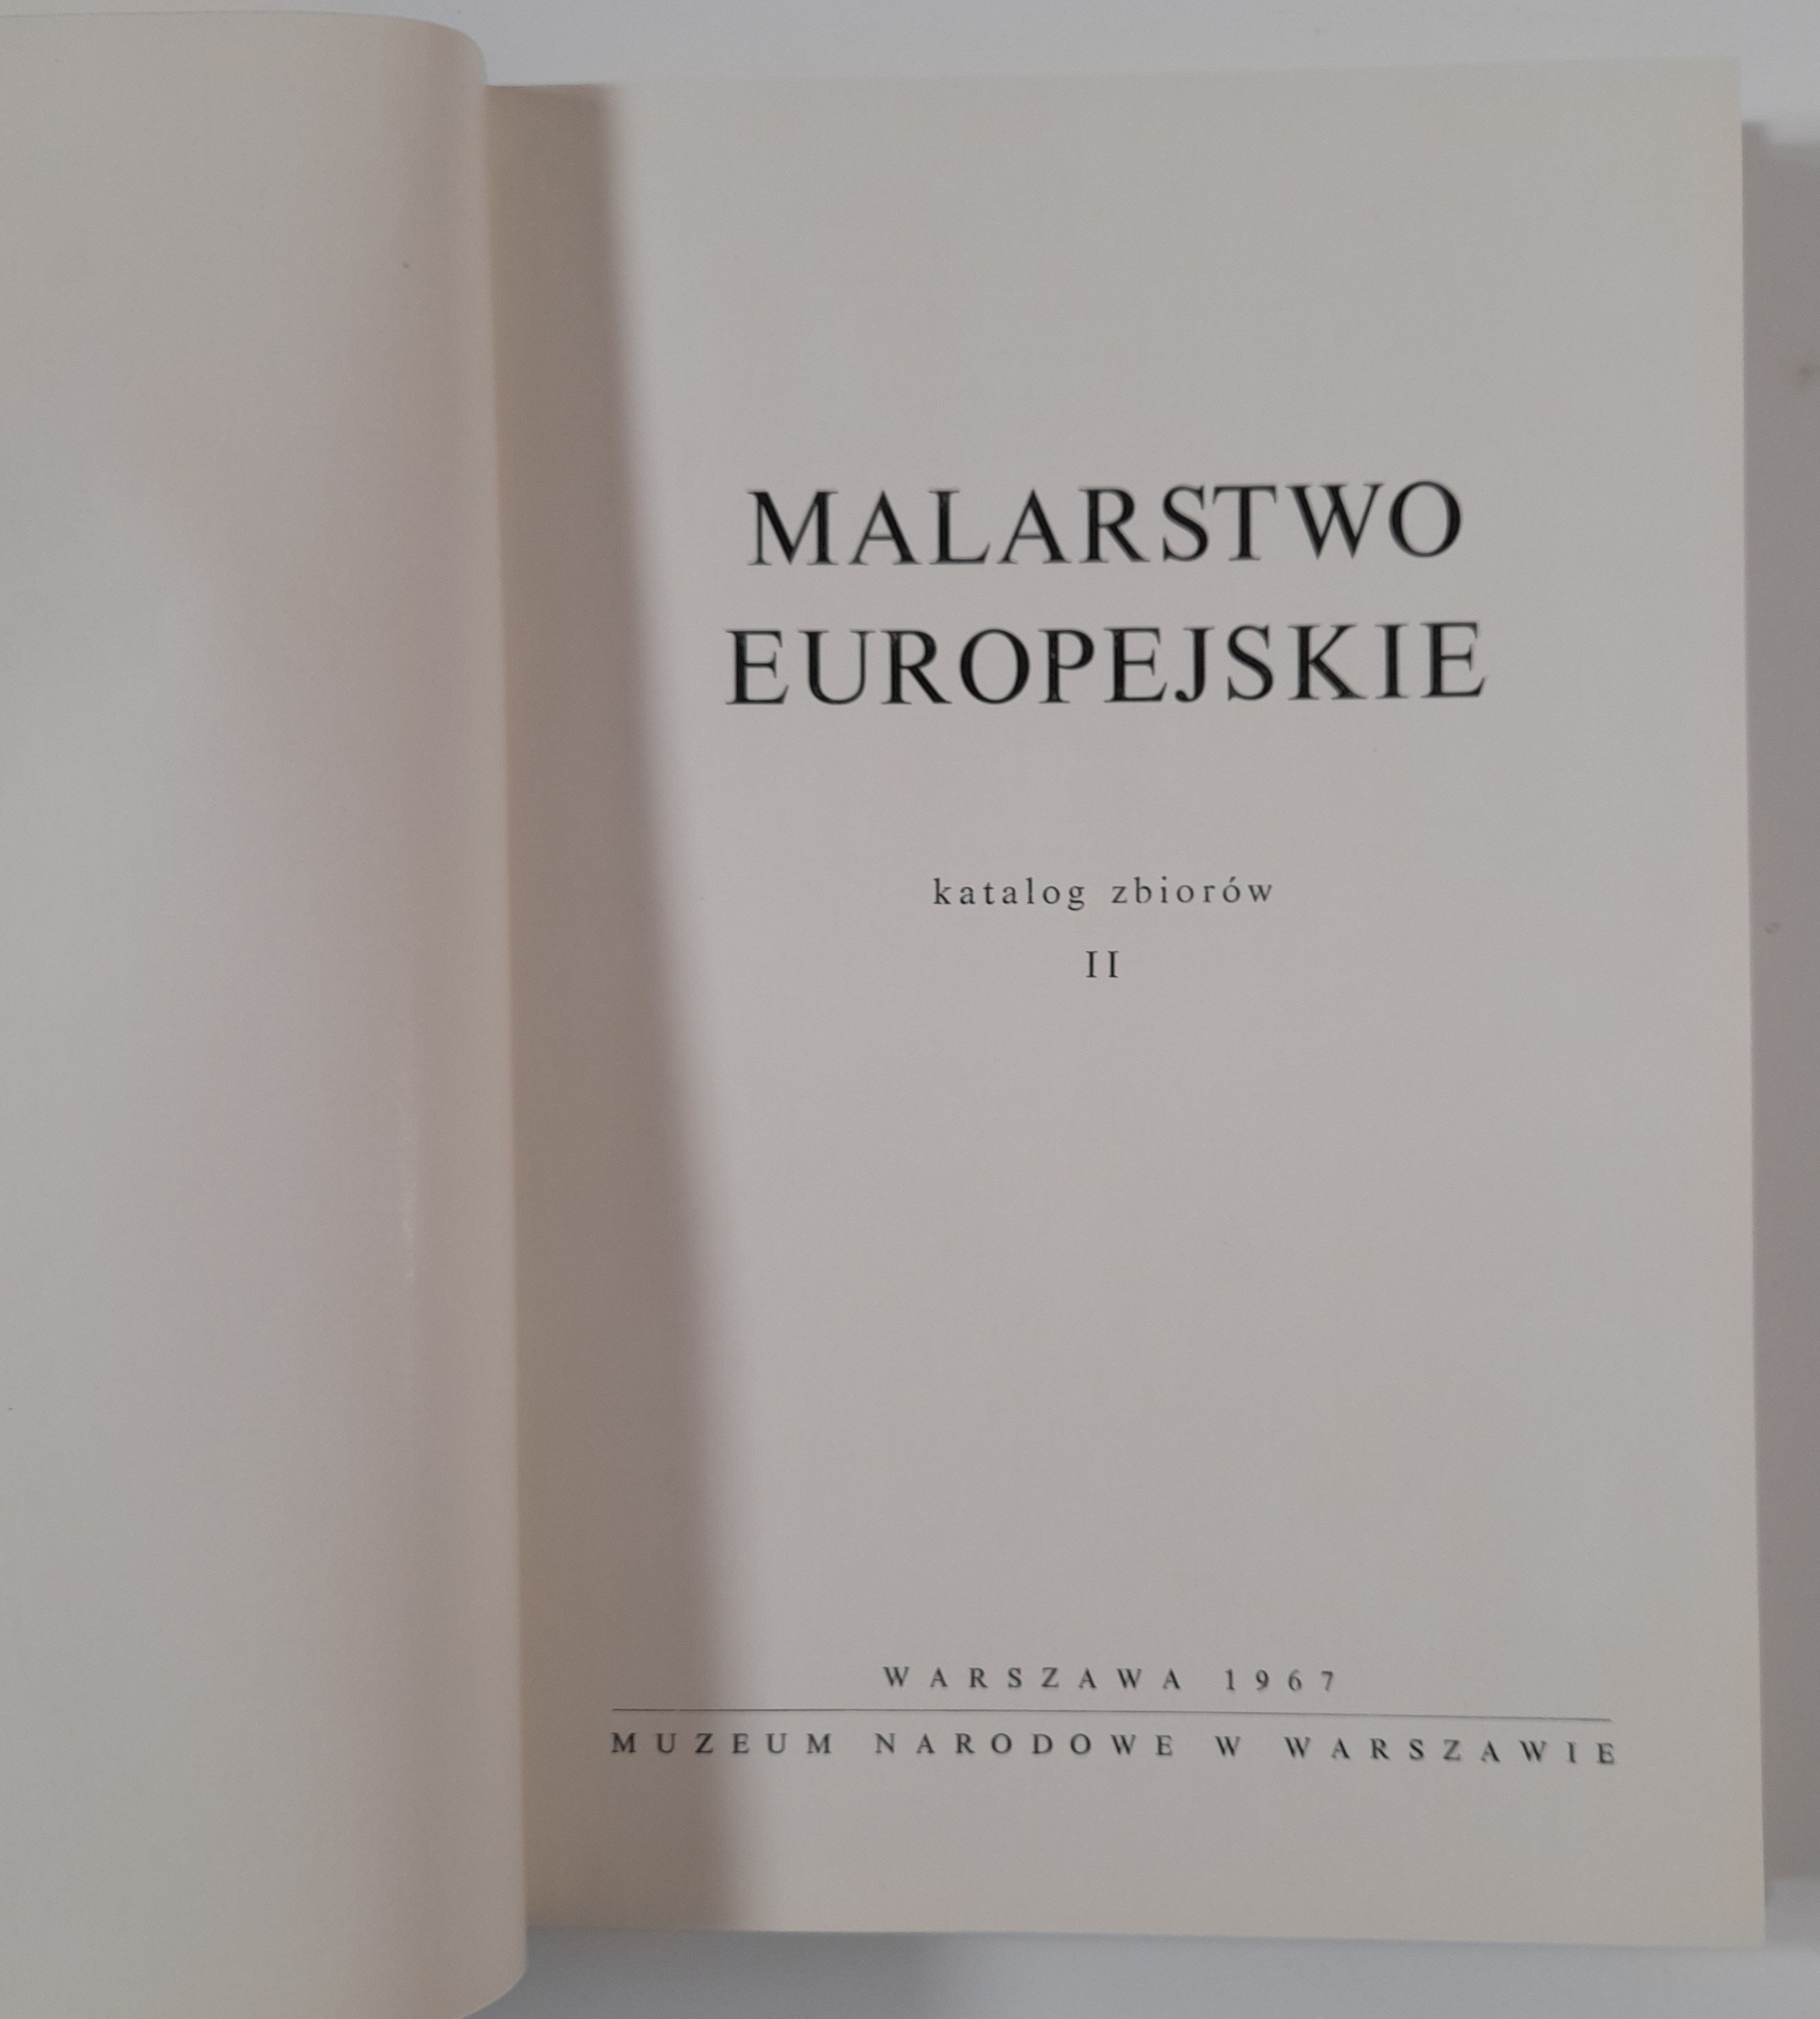 MALARSTWO
EUROPEJSKIE
katalog zbiorów
II
WARSZAWA 1967
MUZEUM NARODOWE W WARSZAWIE